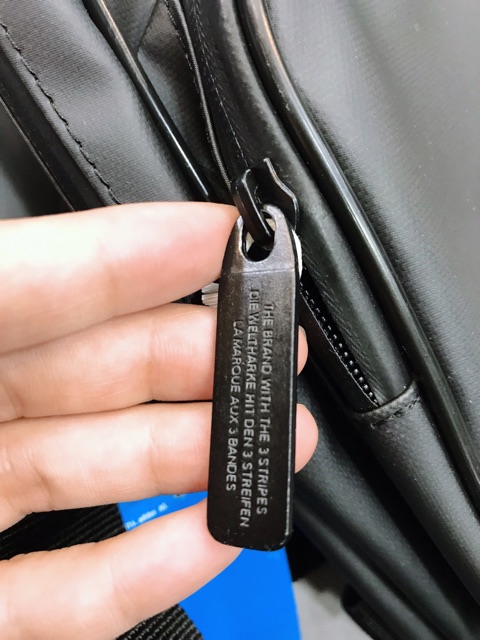 THE BRAND WITH THE 3 STRIPES
DIE WELTMARKE MIT DEN 3 STREIFEN
LA MARQUE AUX 3 BANDES